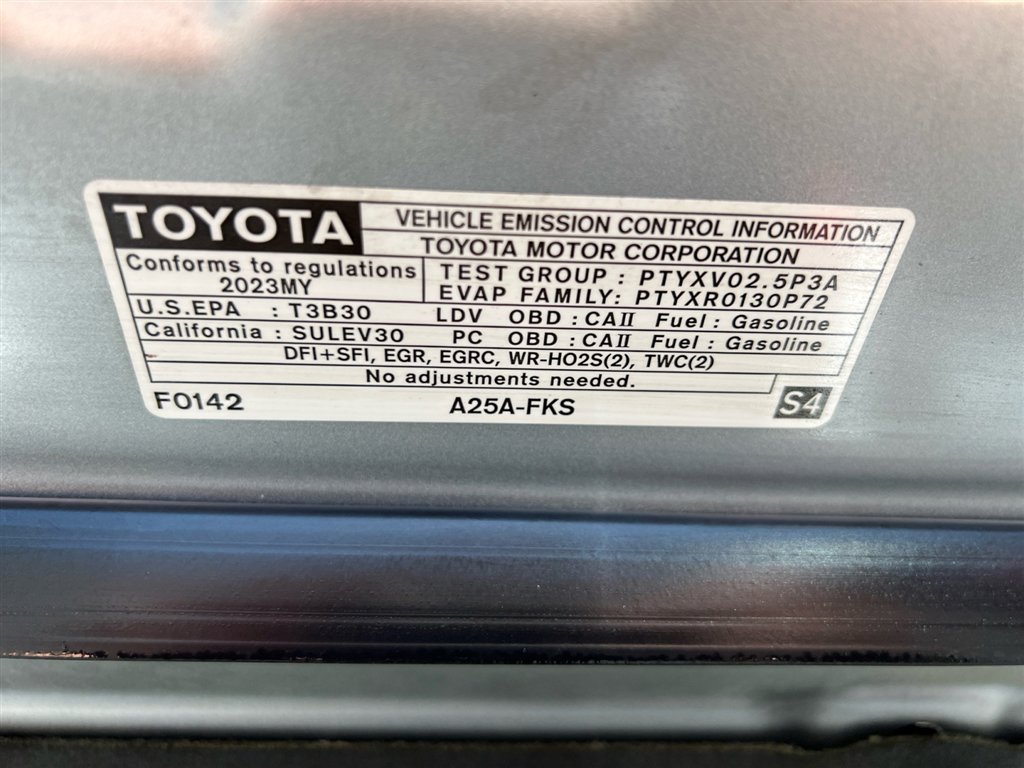 TOYOTA
VEHICLE EMISSION CONTROL INFORMATION
TOYOTA MOTOR CORPORATION
Conforms to regulations
2023MY
TEST GROUP : PTYXV02.5P3A
EVAP FAMILY: PTYXR0130P72
U.S.EPA : T3B30 LDV OBD : CAII Fuel : Gasoline
California : SULEV30 PC OBD : CAII Fuel : Gasoline
DFI+SFI, EGR, EGRC, WR-HO2S(2), TWC(2)
No adjustments needed.
F0142 A25A-FKS S4